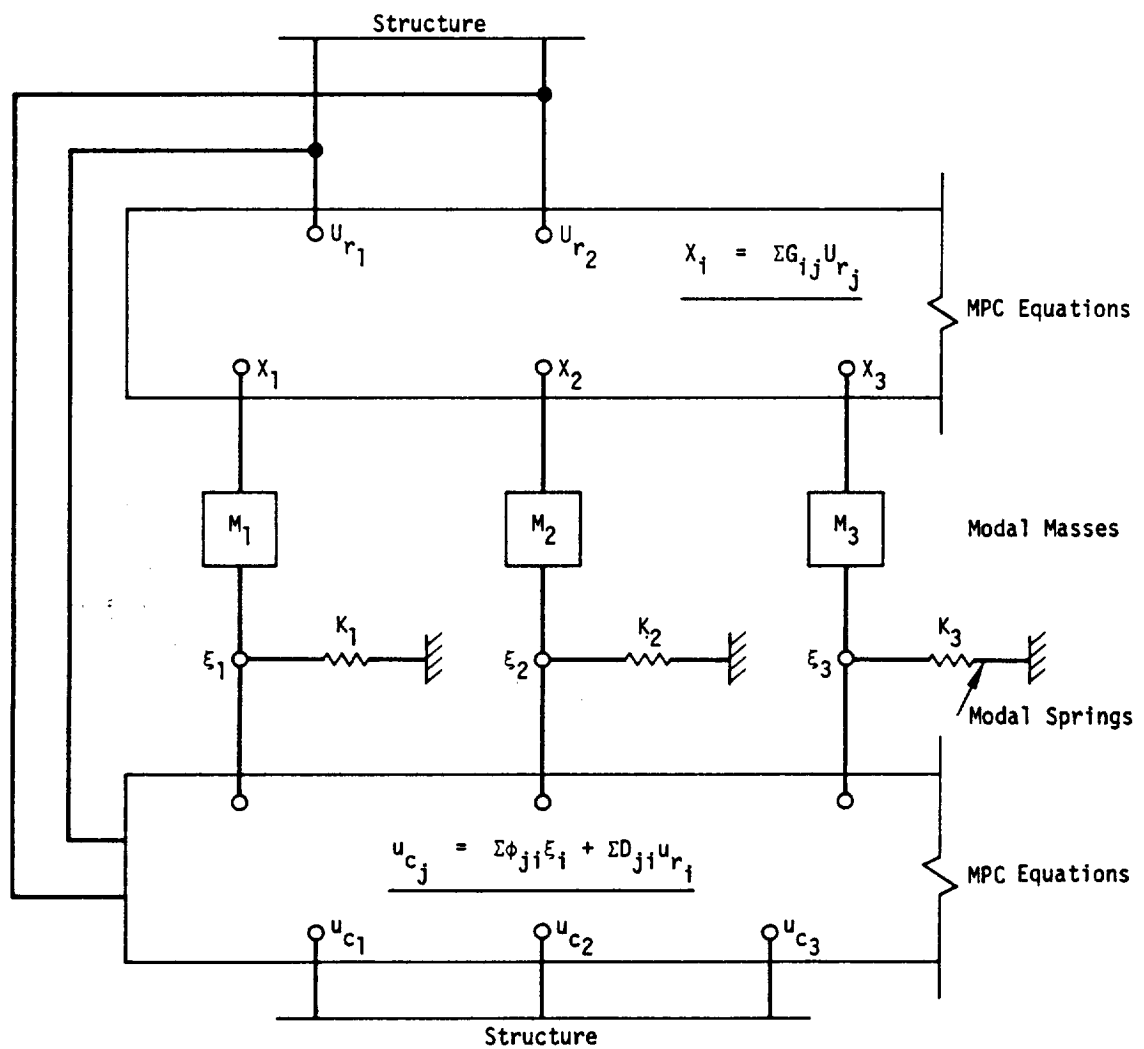 Structure
U_r1 U_r2
X_i = ΣG_ij U_rj
MPC Equations
X_1 X_2 X_3
M_1 M_2 M_3
Modal Masses
K_1 K_2 K_3
ξ_1 ξ_2 ξ_3
Modal Springs
u_cj = Σϕ_ji ξ_i + ΣD_ji u_ri
MPC Equations
u_c1 u_c2 u_c3
Structure